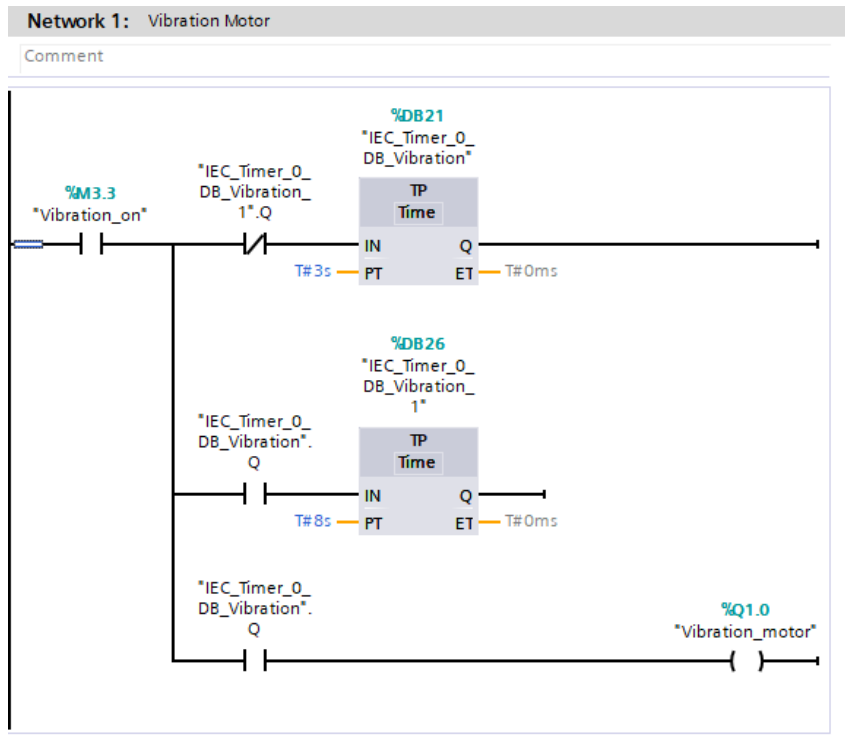 Network 1: Vibration Motor
Comment
%DB21
"IEC_Timer_0_
DB_Vibration"
"IEC_Timer_0_
DB_Vibration_
1".Q
%M3.3
"Vibration_on"
TP
Time
IN Q
T#3s PT ET T#0ms
%DB26
"IEC_Timer_0_
DB_Vibration_
1"
"IEC_Timer_0_
DB_Vibration".
Q
TP
Time
IN Q
T#8s PT ET T#0ms
"IEC_Timer_0_
DB_Vibration".
Q
%Q1.0
"Vibration_motor"